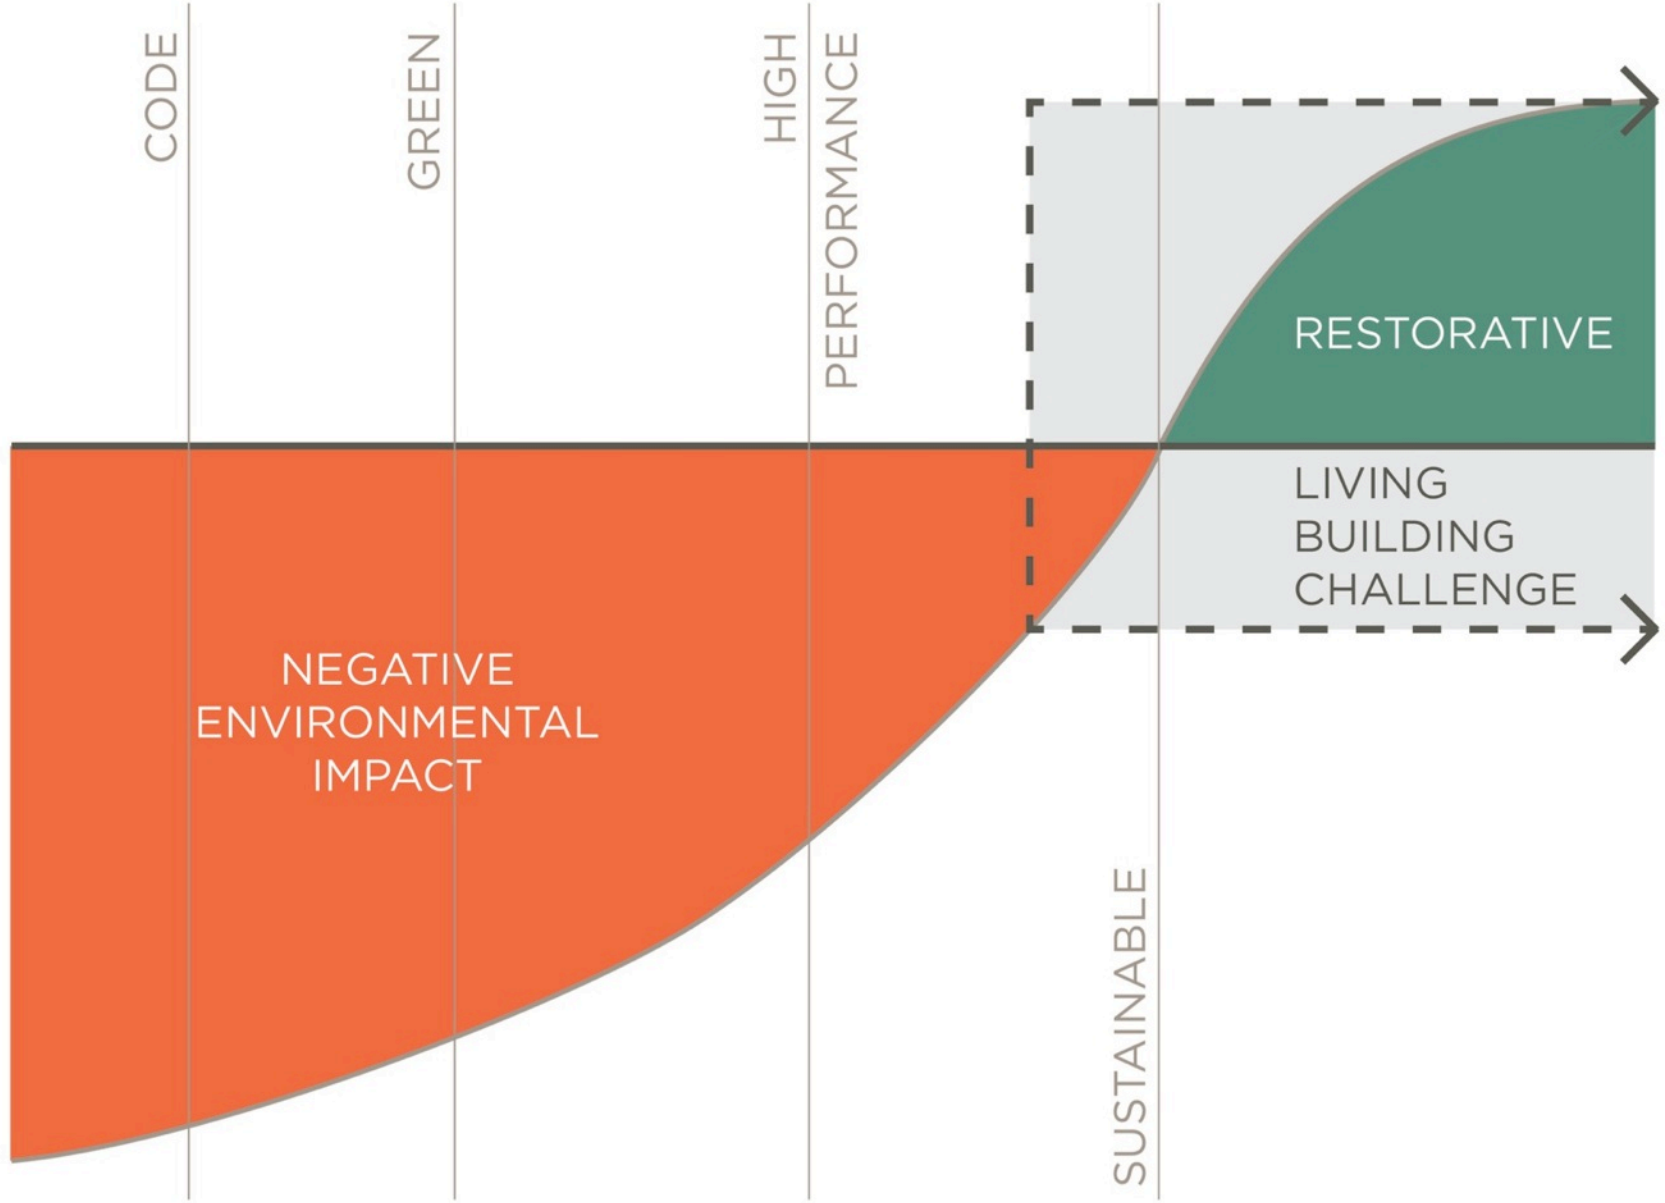 CODE
GREEN
HIGH
PERFORMANCE
RESTORATIVE
LIVING
BUILDING
CHALLENGE
NEGATIVE
ENVIRONMENTAL
IMPACT
SUSTAINABLE